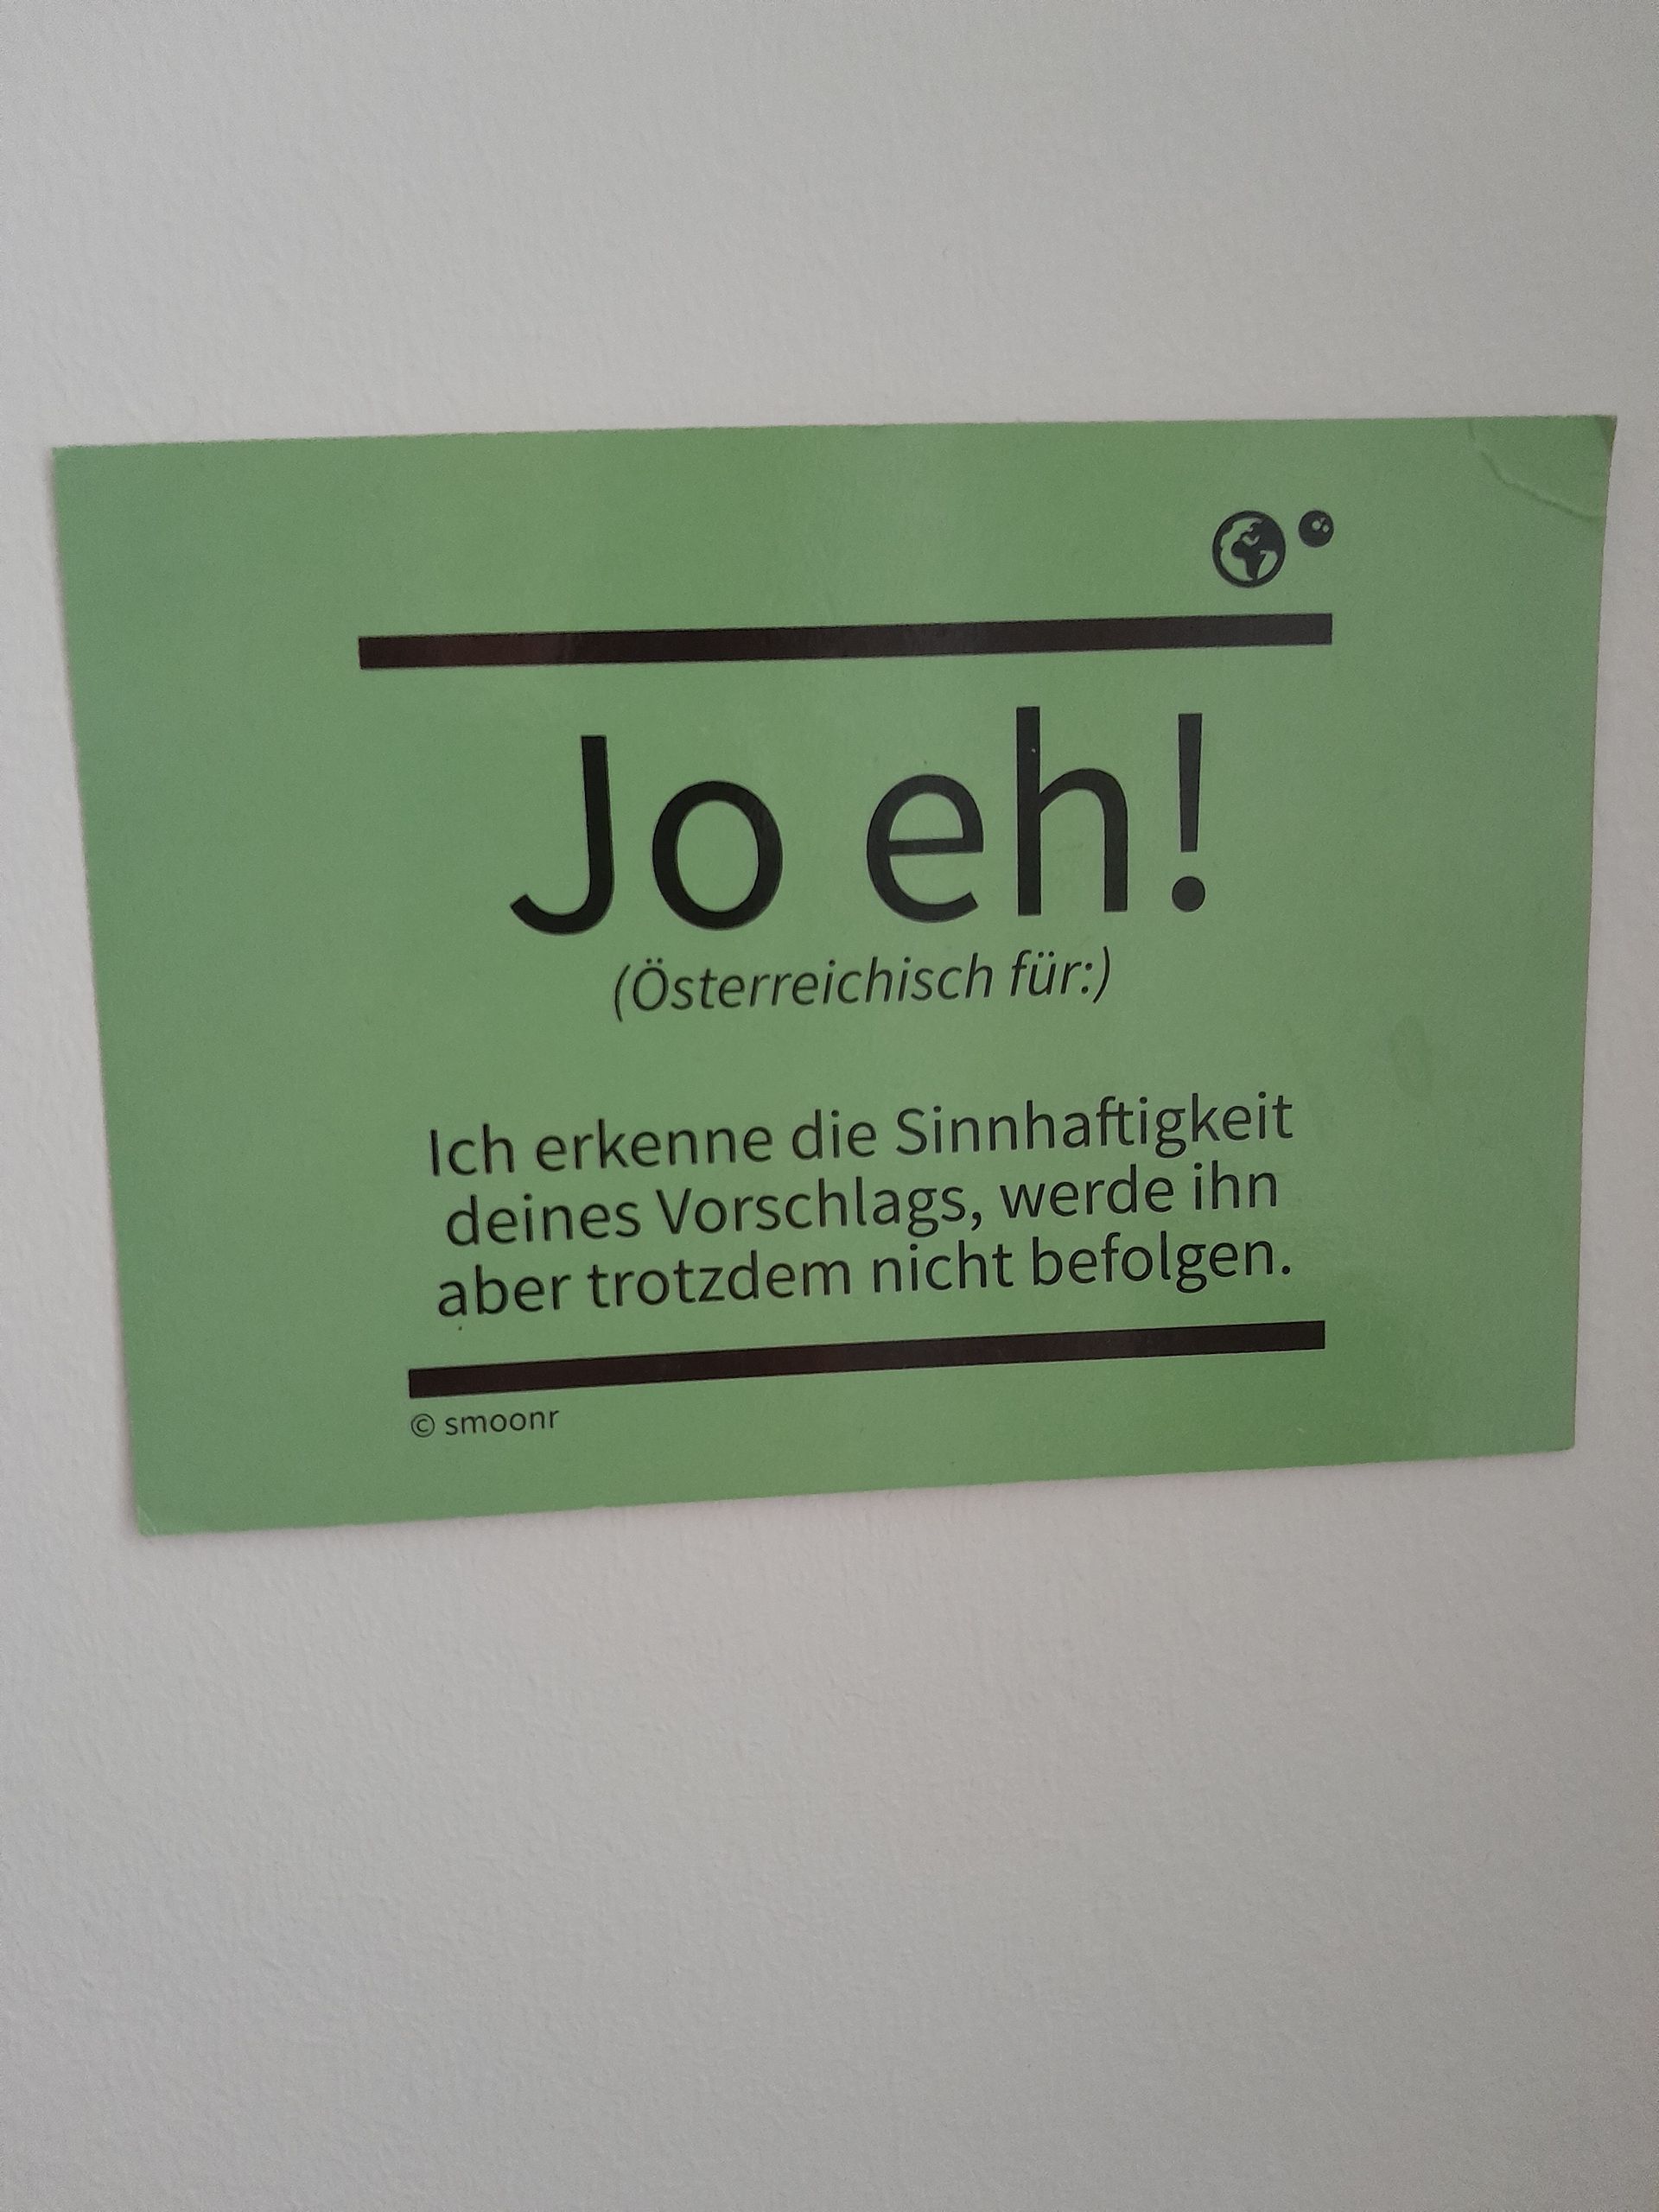 Jo eh!
(Österreichisch für:)
Ich erkenne die Sinnhaftigkeit
deines Vorschlags, werde ihn
aber trotzdem nicht befolgen.
© smoonr